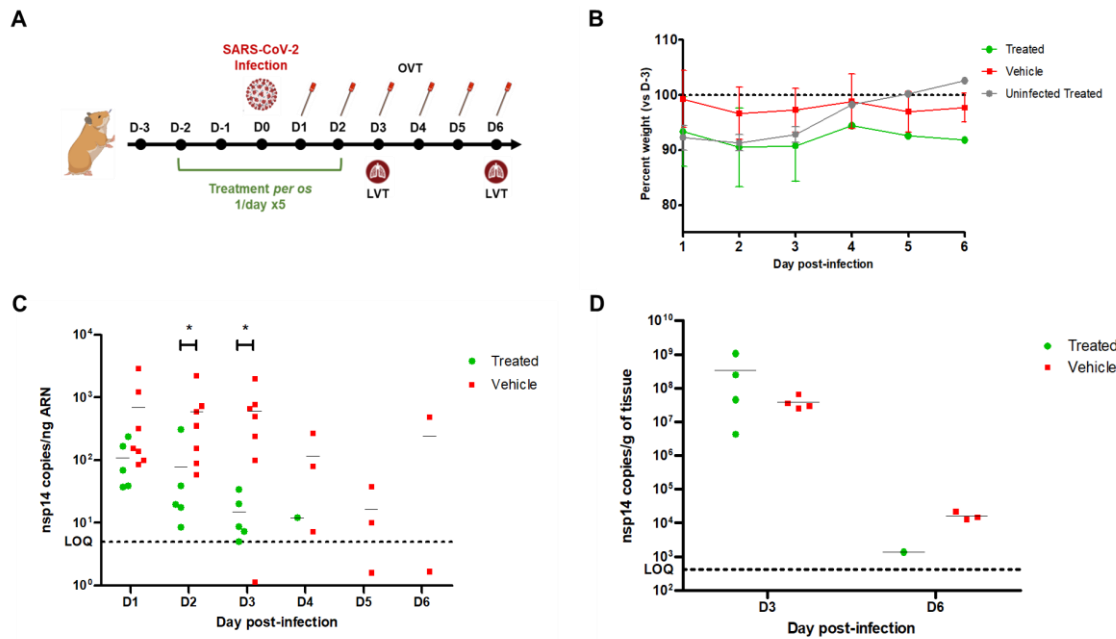 A
SARS-CoV-2
Infection
OVT
D-3 D-2 D-1 D0 D1 D2 D3 D4 D5 D6
Treatment per os
1/day x5
LVT
LVT
B
Percent weight (vs D-3)
110
100
90
80
1 2 3 4 5 6
Day post-infection
Treated
Vehicle
Uninfected Treated
C
nsp14 copies/ng ARN
10^4
10^3
10^2
10^1
LOQ
10^0
* *
D1 D2 D3 D4 D5 D6
Day post-infection
Treated
Vehicle
D
nsp14 copies/g of tissue
10^10
10^9
10^8
10^7
10^6
10^5
10^4
10^3
LOQ
10^2
D3 D6
Day post-infection
Treated
Vehicle